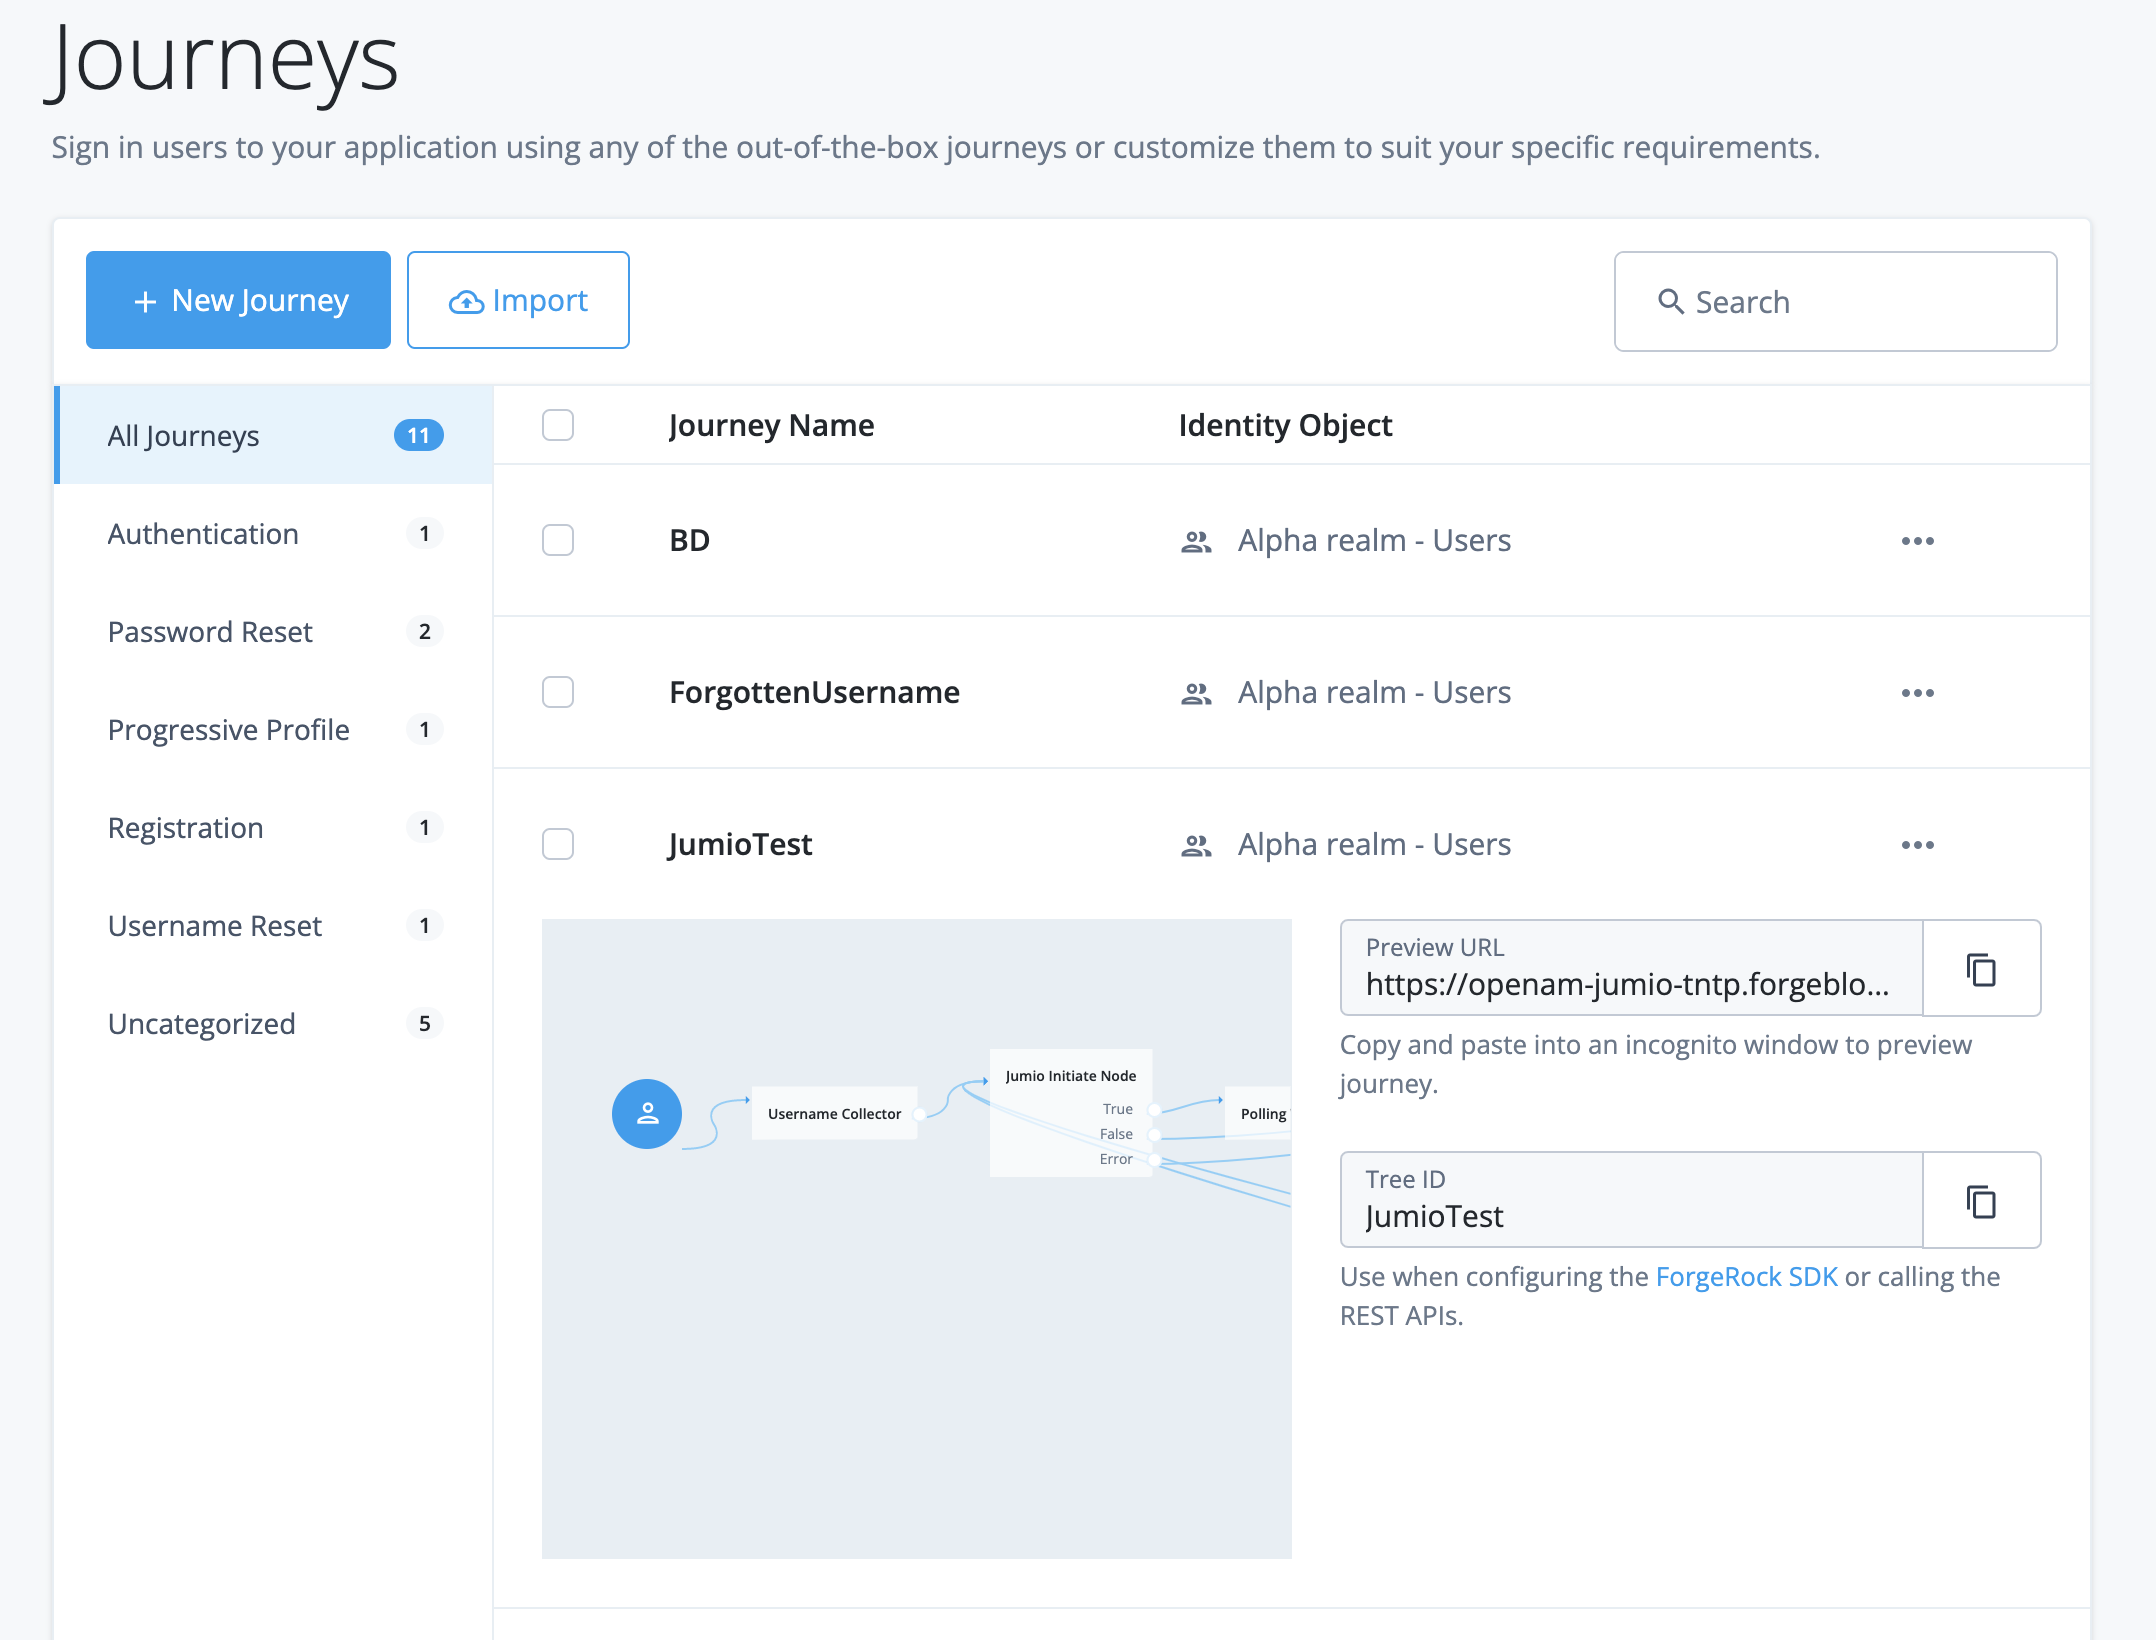 Journeys
Sign in users to your application using any of the out-of-the-box journeys or customize them to suit your specific requirements.
+ New Journey
Import
Search
All Journeys 11
Authentication 1
Password Reset 2
Progressive Profile 1
Registration 1
Username Reset 1
Uncategorized 5
Journey Name Identity Object
BD Alpha realm - Users
ForgottenUsername Alpha realm - Users
JumioTest Alpha realm - Users
Username Collector
Jumio Initiate Node
True
False
Error
Polling
Preview URL
https://openam-jumio-tntp.forgeblo...
Copy and paste into an incognito window to preview
journey.
Tree ID
JumioTest
Use when configuring the ForgeRock SDK or calling the
REST APIs.